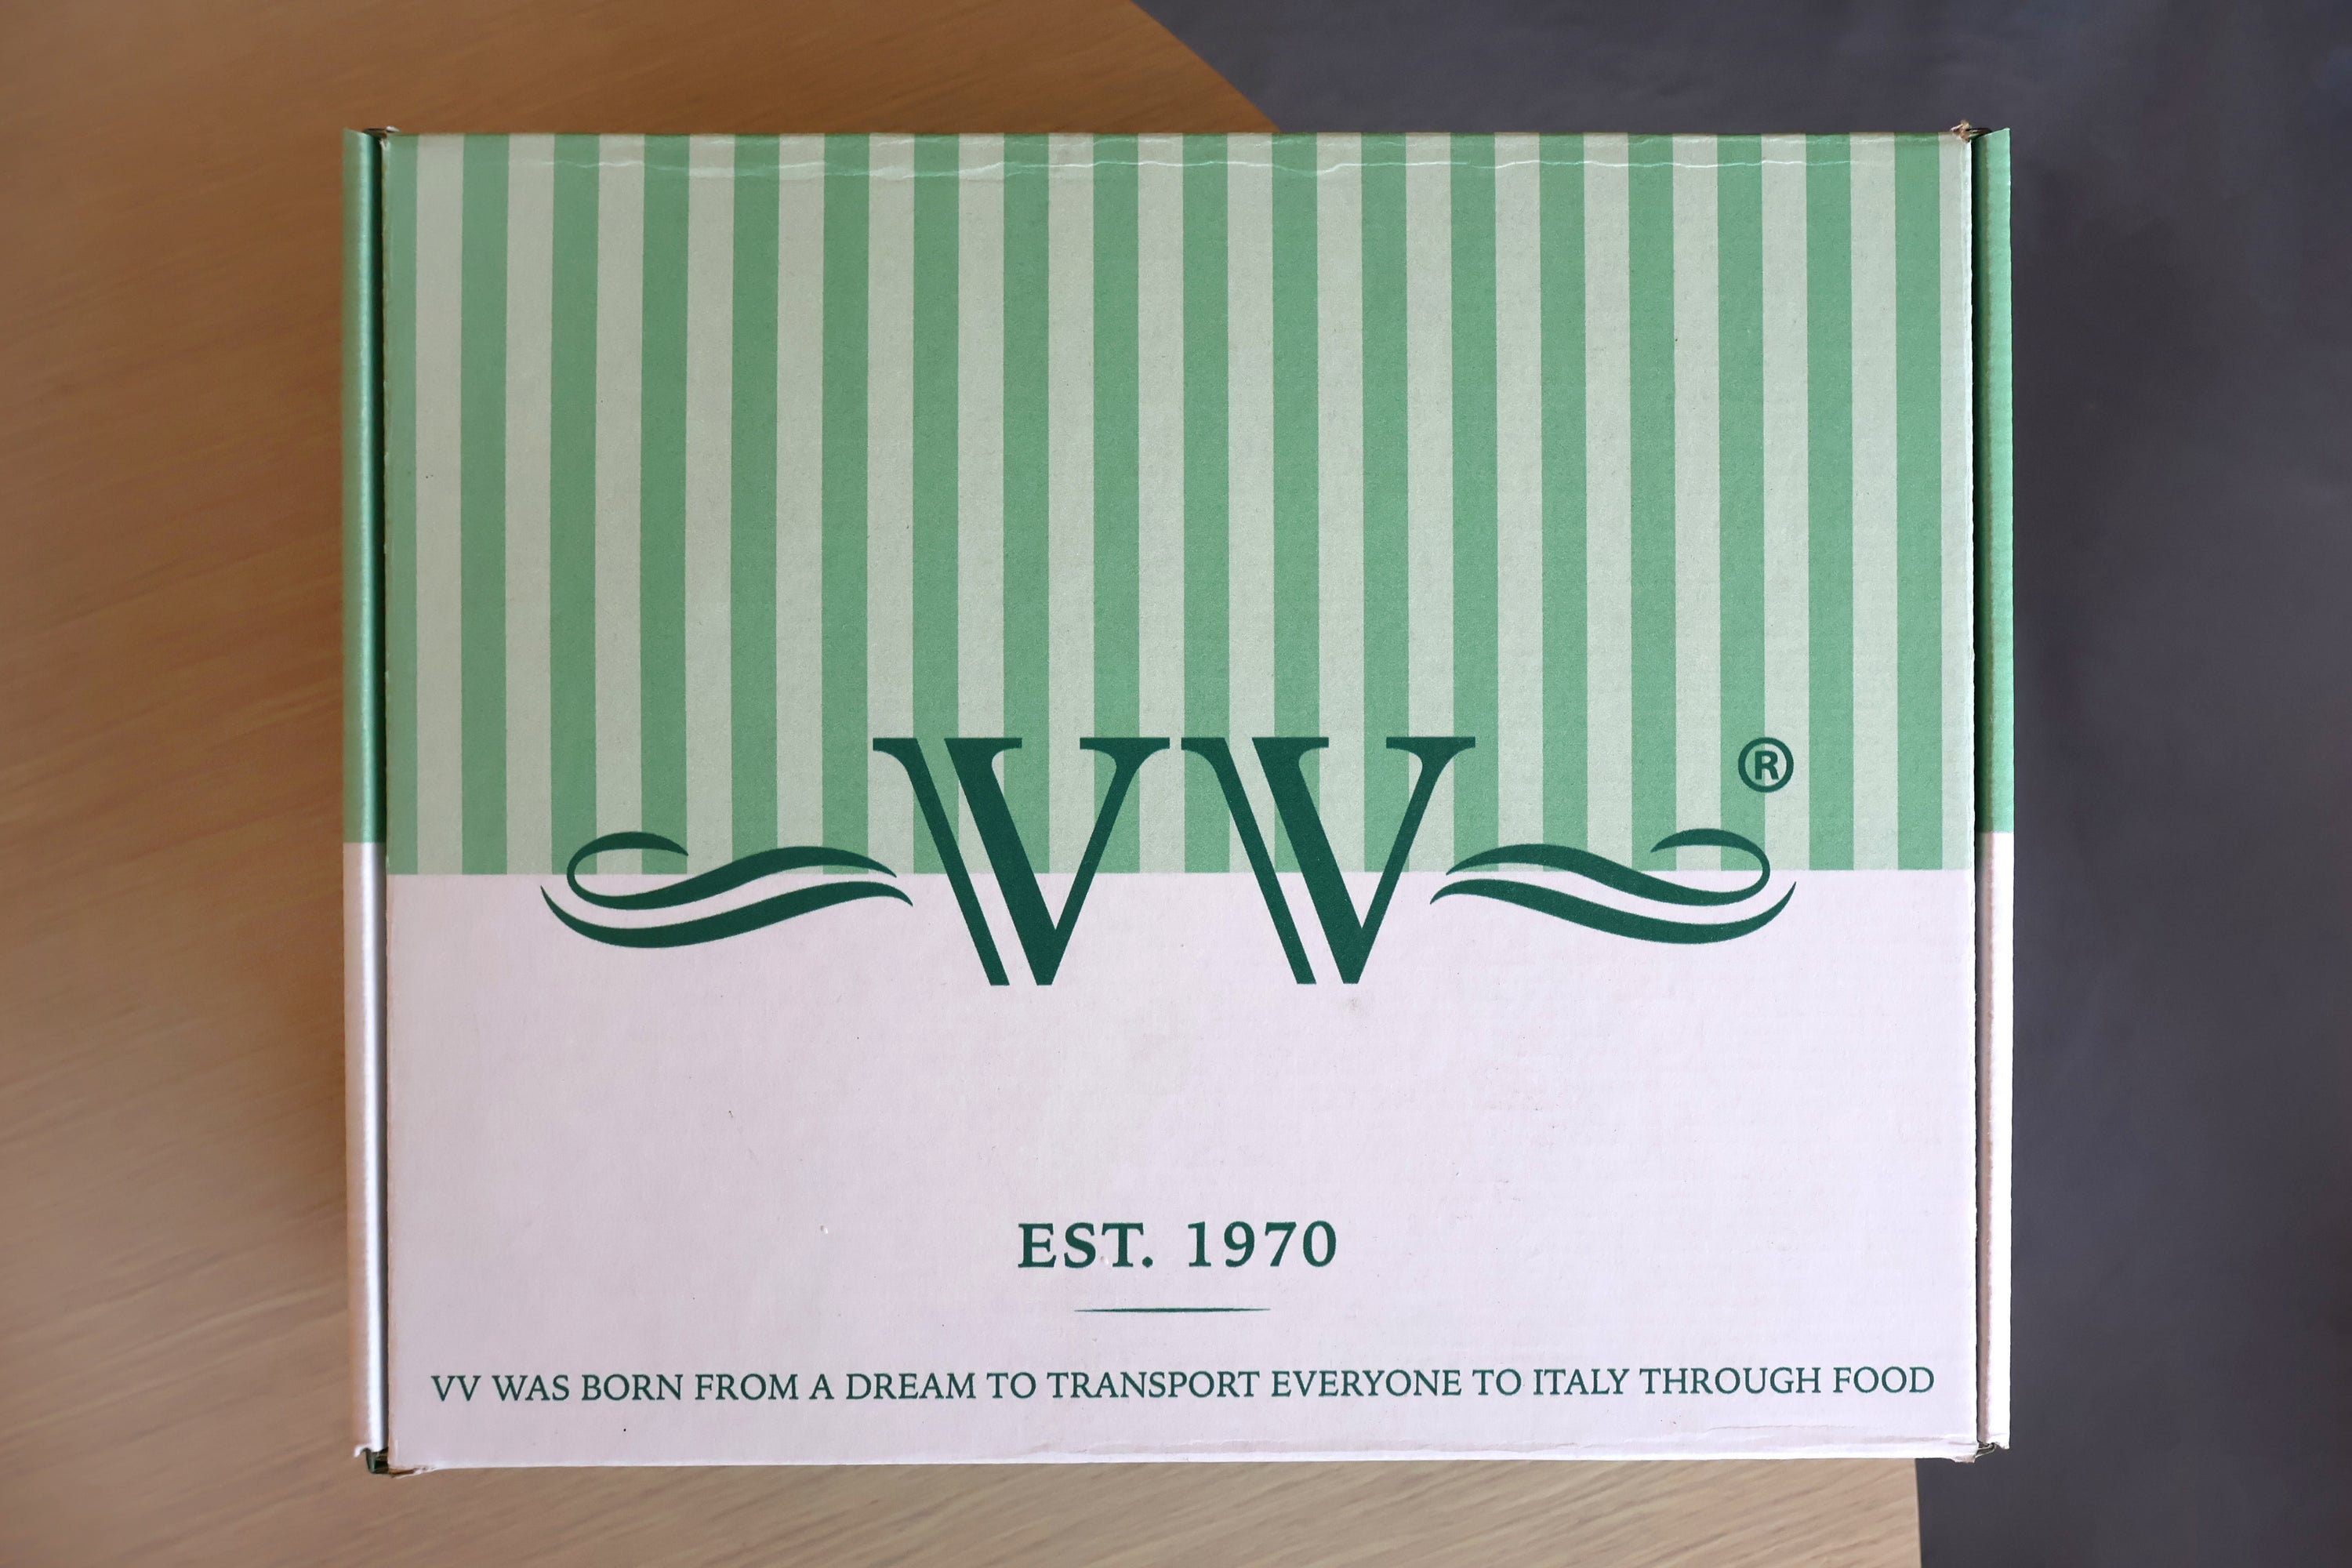 VV ®
EST. 1970
VV WAS BORN FROM A DREAM TO TRANSPORT EVERYONE TO ITALY THROUGH FOOD